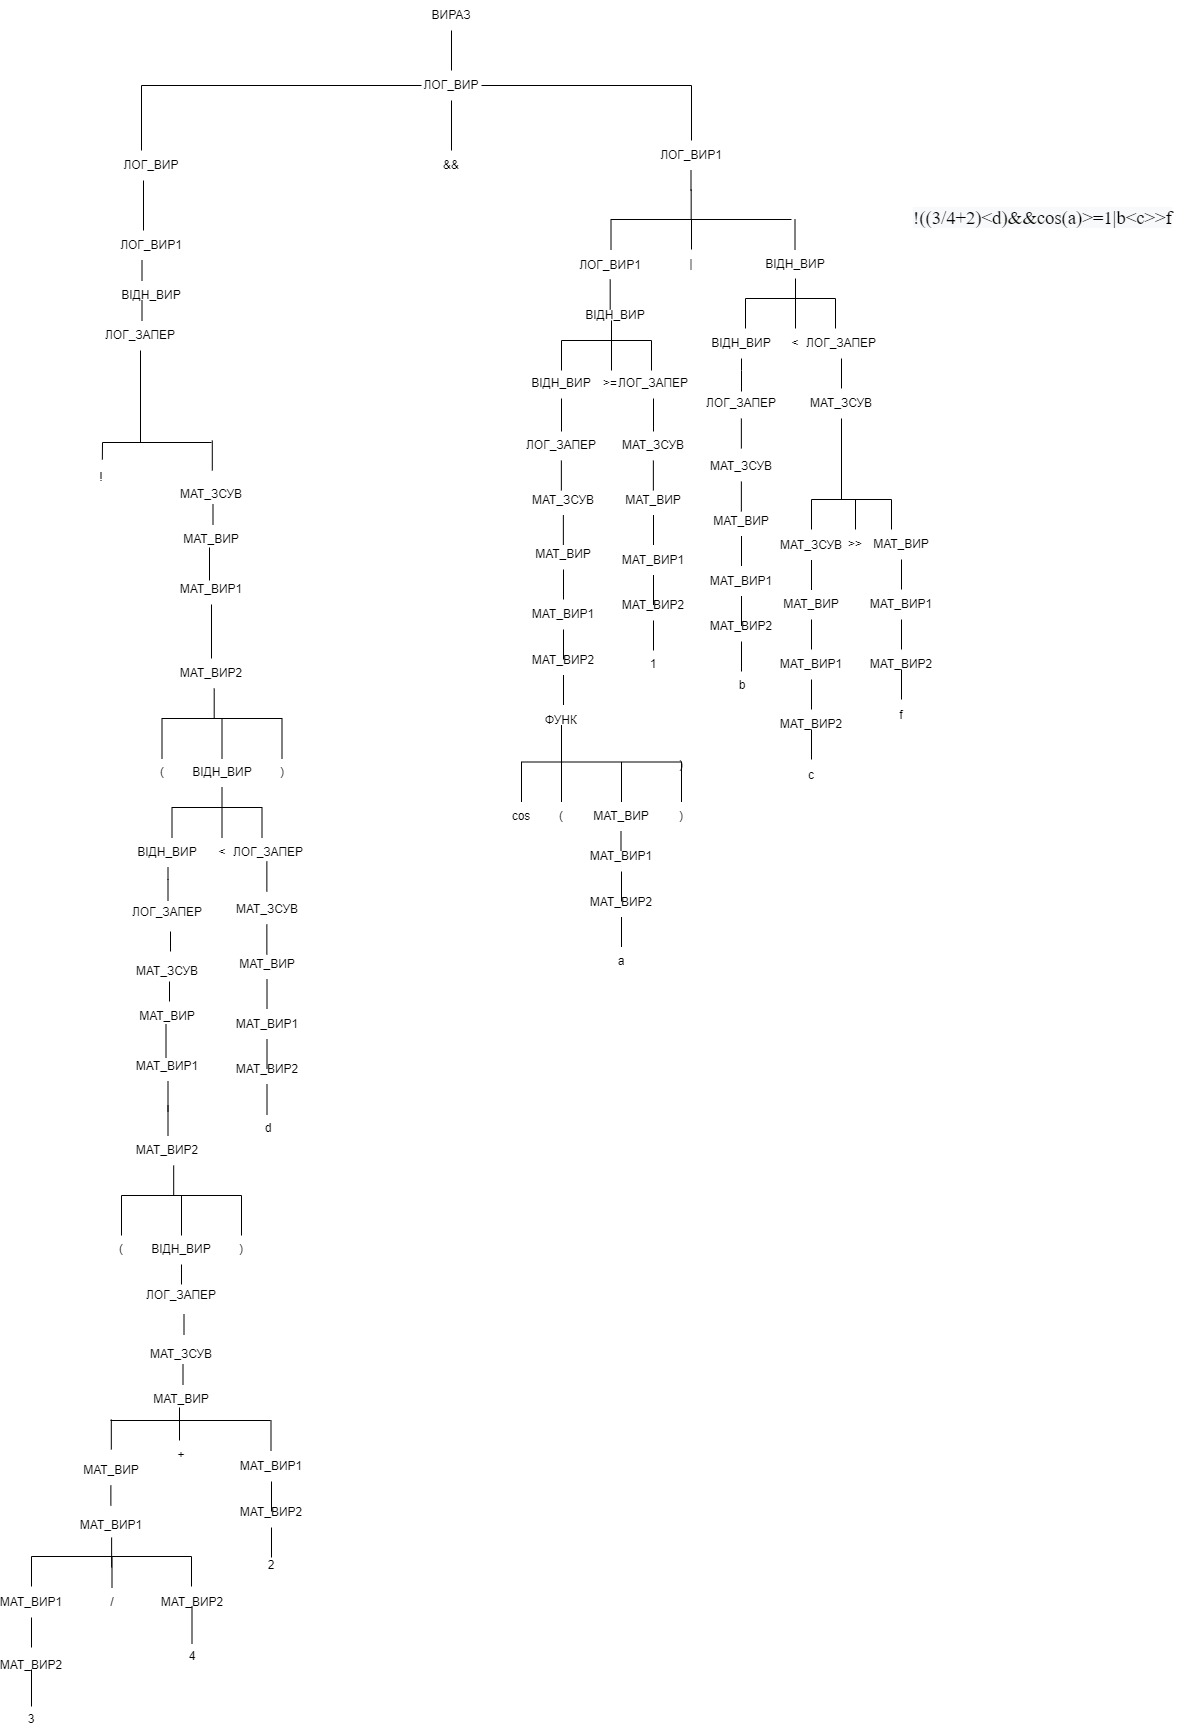 ВИРАЗ
ЛОГ_ВИР
ЛОГ_ВИР && ЛОГ_ВИР1
!((3/4+2)<d)&&cos(a)>=1|b<c>>f
ЛОГ_ВИР1 ЛОГ_ВИР1 | ВІДН_ВИР
ВІДН_ВИР ВІДН_ВИР
ЛОГ_ЗАПЕР ВІДН_ВИР < ЛОГ_ЗАПЕР
ВІДН_ВИР >= ЛОГ_ЗАПЕР
ЛОГ_ЗАПЕР МАТ_ЗСУВ
ЛОГ_ЗАПЕР МАТ_ЗСУВ
! МАТ_ЗСУВ
МАТ_ЗСУВ МАТ_ЗСУВ МАТ_ВИР
МАТ_ВИР МАТ_ВИР
МАТ_ВИР МАТ_ЗСУВ >> МАТ_ВИР
МАТ_ВИР1 МАТ_ВИР1 МАТ_ВИР1
МАТ_ВИР1 МАТ_ВИР2 МАТ_ВИР МАТ_ВИР1
МАТ_ВИР2
МАТ_ВИР2 МАТ_ВИР2 1 МАТ_ВИР1 МАТ_ВИР2
b
ФУНК МАТ_ВИР2 f
( ВІДН_ВИР ) ) c
cos ( МАТ_ВИР )
ВІДН_ВИР < ЛОГ_ЗАПЕР МАТ_ВИР1
ЛОГ_ЗАПЕР МАТ_ЗСУВ МАТ_ВИР2
МАТ_ЗСУВ МАТ_ВИР a
МАТ_ВИР МАТ_ВИР1
МАТ_ВИР1 МАТ_ВИР2
d
МАТ_ВИР2
( ВІДН_ВИР )
ЛОГ_ЗАПЕР
МАТ_ЗСУВ
МАТ_ВИР
МАТ_ВИР + МАТ_ВИР1
МАТ_ВИР1 МАТ_ВИР2
2
МАТ_ВИР1 / МАТ_ВИР2
МАТ_ВИР2 4
3